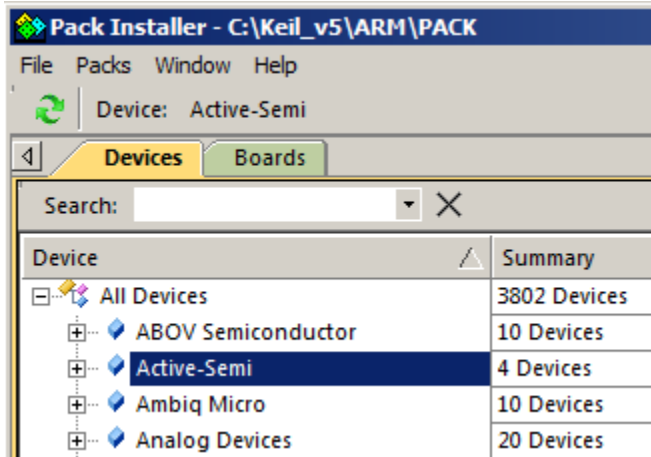 Pack Installer - C:\Keil_v5\ARM\PACK
File Packs Window Help
Device: Active-Semi
Devices Boards
Search:
Device Summary
All Devices 3802 Devices
ABOV Semiconductor 10 Devices
Active-Semi 4 Devices
Ambiq Micro 10 Devices
Analog Devices 20 Devices